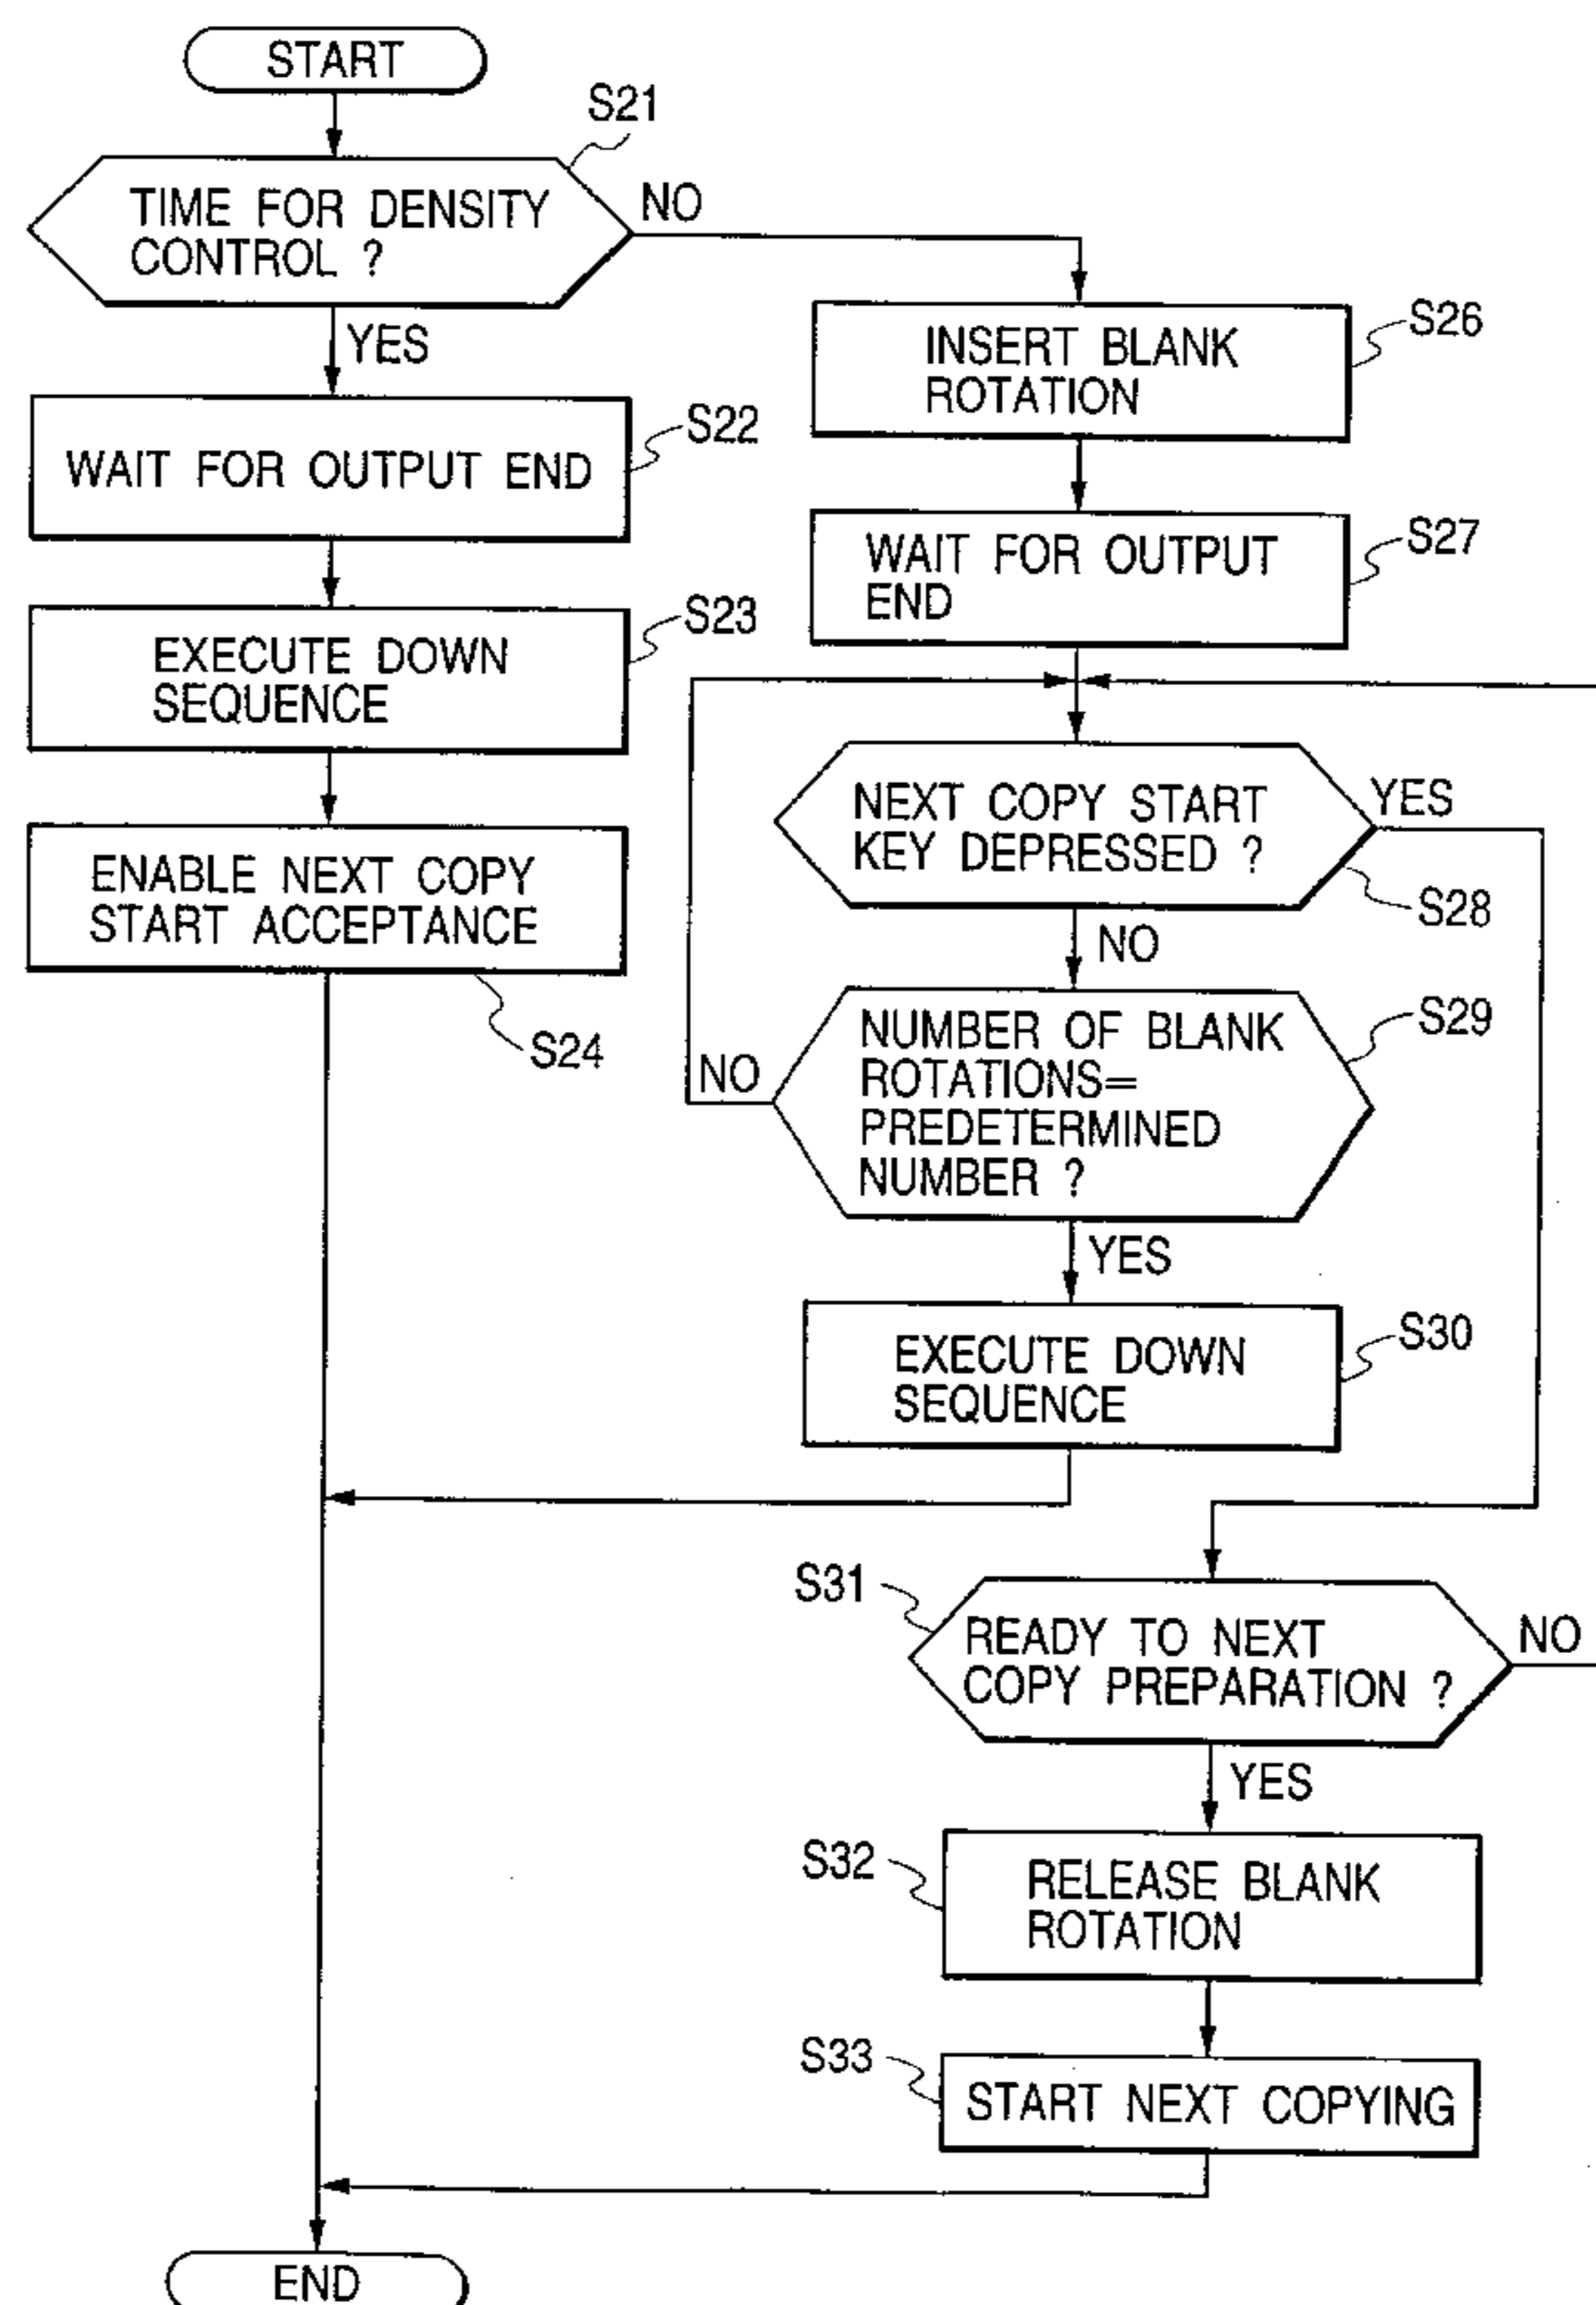 START
S21
TIME FOR DENSITY
CONTROL ?
NO
YES
S22
WAIT FOR OUTPUT END
S23
EXECUTE DOWN
SEQUENCE
ENABLE NEXT COPY
START ACCEPTANCE
S24
S26
INSERT BLANK
ROTATION
S27
WAIT FOR OUTPUT
END
NEXT COPY START
KEY DEPRESSED ?
YES
S28
NO
S29
NUMBER OF BLANK
ROTATIONS=
PREDETERMINED
NUMBER ?
NO
YES
S30
EXECUTE DOWN
SEQUENCE
S31
READY TO NEXT
COPY PREPARATION ?
NO
YES
S32
RELEASE BLANK
ROTATION
S33
START NEXT COPYING
END